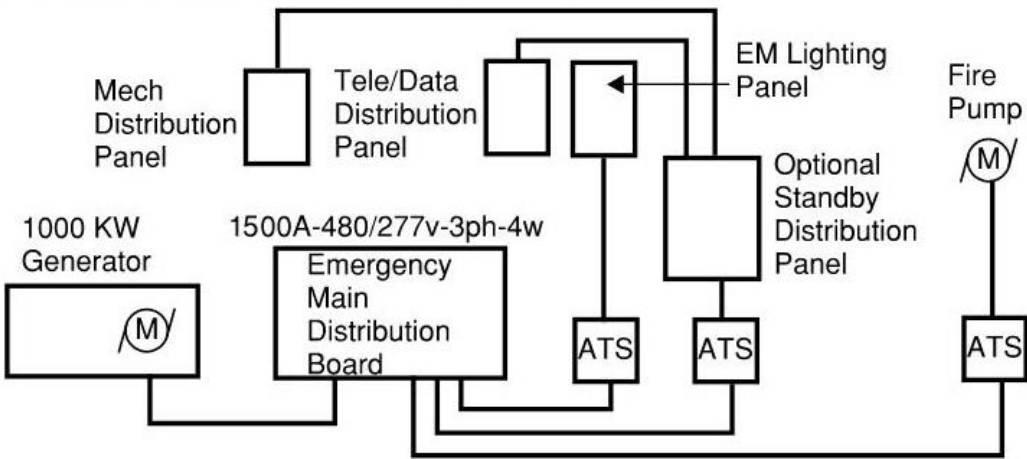 Mech
Distribution
Panel
Tele/Data
Distribution
Panel
EM Lighting
Panel
Fire
Pump
M
Optional
Standby
Distribution
Panel
1000 KW
Generator
M
1500A-480/277v-3ph-4w
Emergency
Main
Distribution
Board
ATS
ATS
ATS